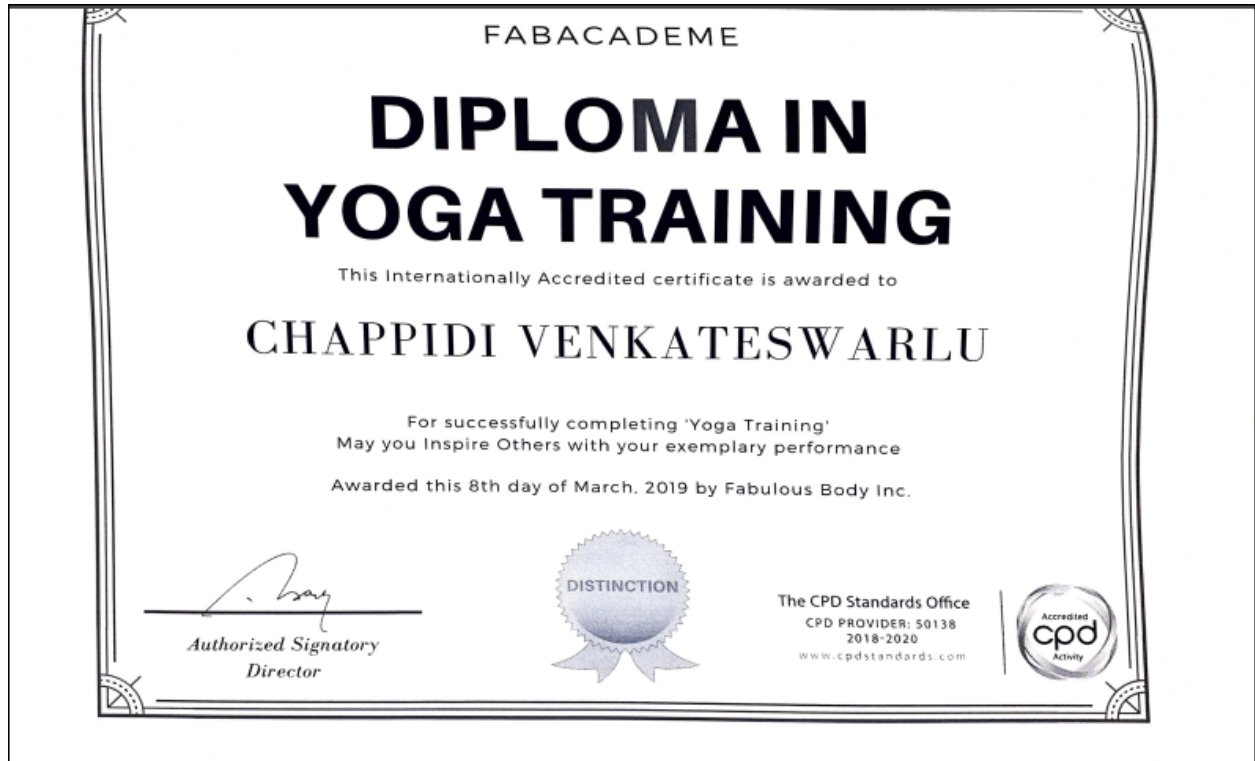 FABACADEME
DIPLOMA IN
YOGA TRAINING
This Internationally Accredited certificate is awarded to
CHAPPIDI VENKATESWARLU
For successfully completing 'Yoga Training'
May you Inspire Others with your exemplary performance
Awarded this 8th day of March, 2019 by Fabulous Body Inc.
DISTINCTION
Authorized Signatory
Director
The CPD Standards Office
CPD PROVIDER: 50138
2018-2020
www.cpdstandards.com
Accredited
cpd
Activity